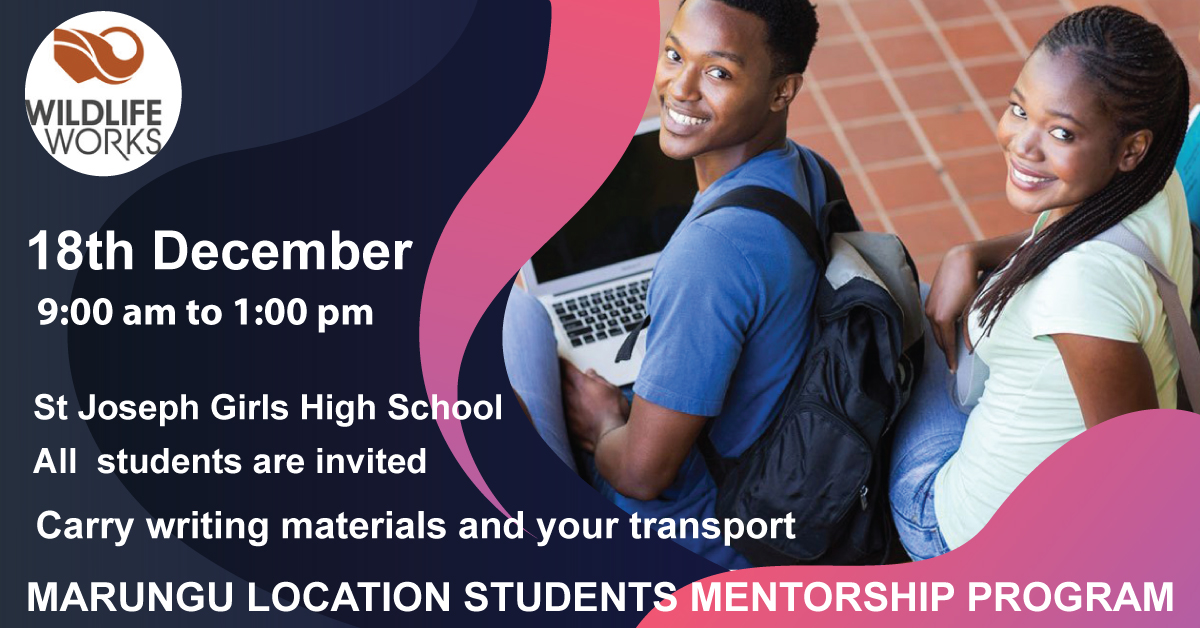 WILDLIFE
WORKS
18th December
9:00 am to 1:00 pm
St Joseph Girls High School
All students are invited
Carry writing materials and your transport
MARUNGU LOCATION STUDENTS MENTORSHIP PROGRAM